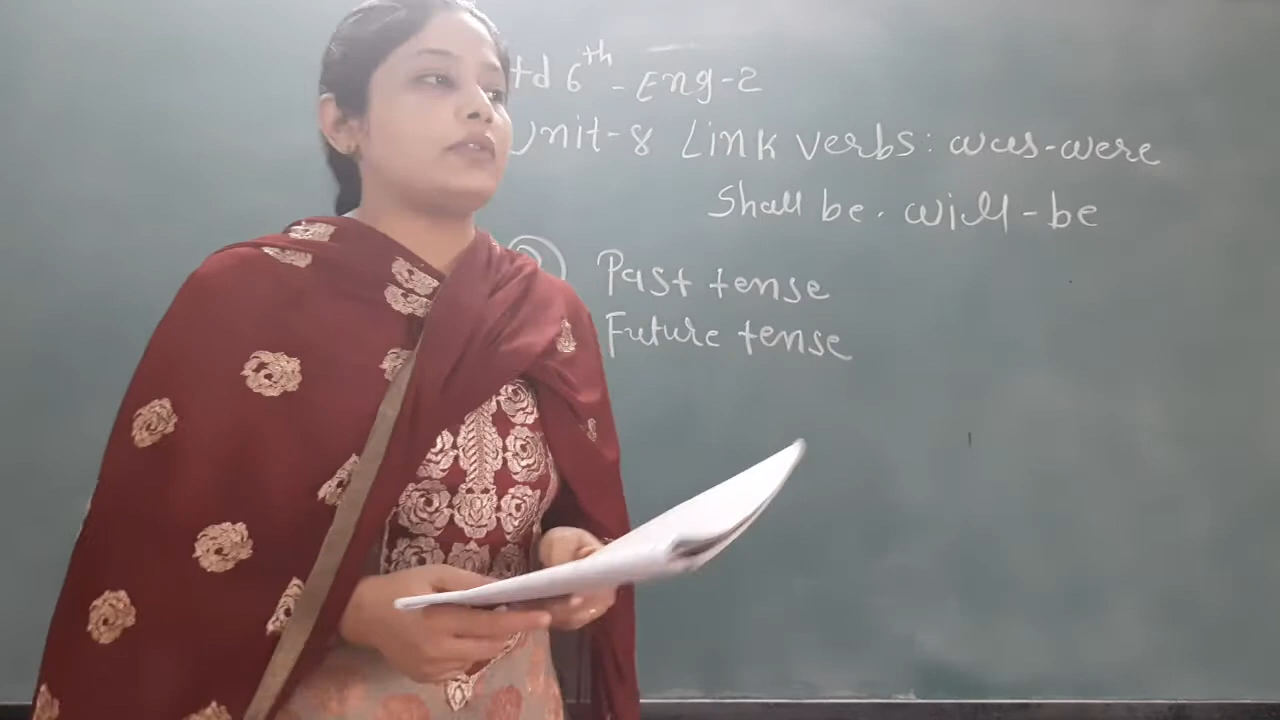 td 6th - Eng-2
Unit-8 Link verbs: was-were
Shall be. will-be
Past tense
Future tense